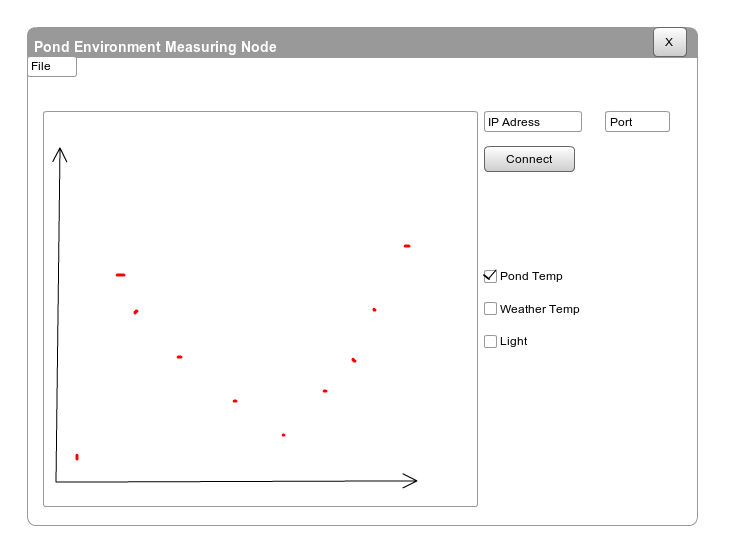 Pond Environment Measuring Node
X
File
IP Adress
Port
Connect
Pond Temp
Weather Temp
Light